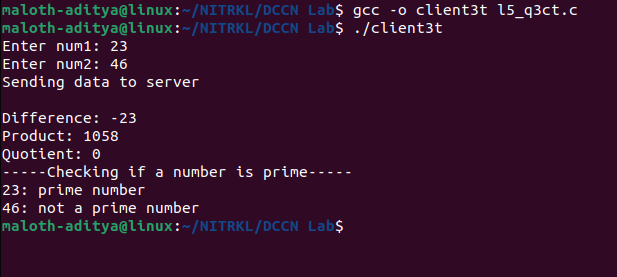 maloth-aditya@linux:~/NITRKL/DCCN Lab$ gcc -o client3t l5_q3ct.c
maloth-aditya@linux:~/NITRKL/DCCN Lab$ ./client3t
Enter num1: 23
Enter num2: 46
Sending data to server
Difference: -23
Product: 1058
Quotient: 0
-----Checking if a number is prime-----
23: prime number
46: not a prime number
maloth-aditya@linux:~/NITRKL/DCCN Lab$